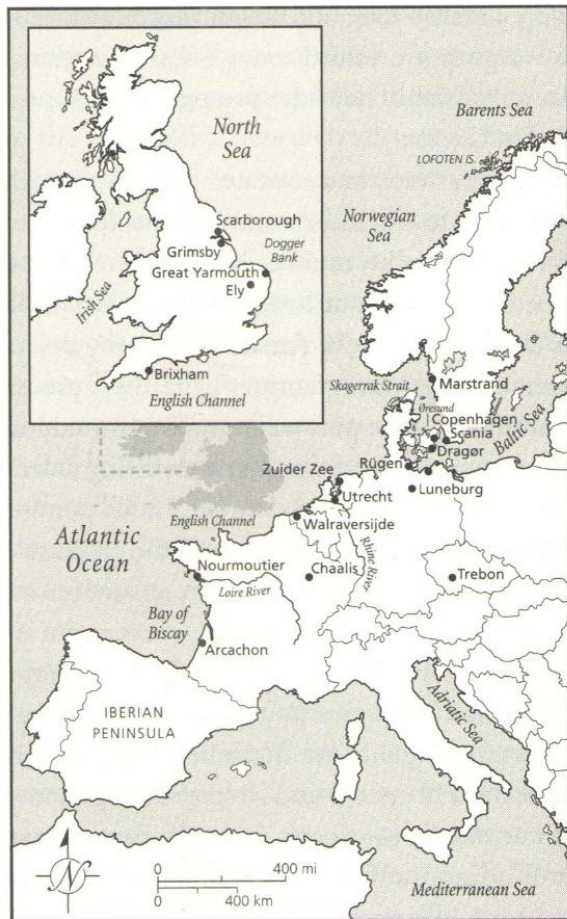 North
Sea
Barents Sea
LOFOTEN IS.
Norwegian
Sea
Scarborough
Grimsby
Dogger
Bank
Great Yarmouth
Ely
Irish Sea
Brixham
English Channel
Skagerrak Strait
Marstrand
Øresund
Copenhagen
Scania
Dragør
Baltic Sea
Rügen
Zuider Zee
Utrecht
Luneburg
English Channel
Walraversijde
Atlantic
Ocean
Nourmoutier
Chaalis
Rhine River
Trebon
Loire River
Bay of
Biscay
Arcachon
IBERIAN
PENINSULA
Adriatic Sea
N
0 400 mi
0 400 km
Mediterranean Sea